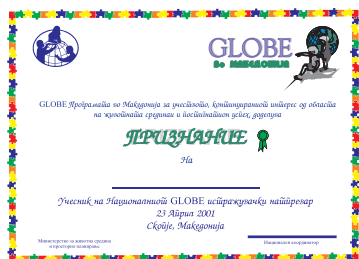 GLOBE
во МАКЕДОНИЈА
GLOBE Програмата во Македонија за учеството, континуираниот интерес од областа
на животната средина и постигнатиот успех, доделува
ПРИЗНАНИЕ
На
Учесник на Националниот GLOBE истражувачки натпревар
23 Април 2001
Скопје, Македонија
Министерство за животна средина
и просторно планирање
Национален координатор